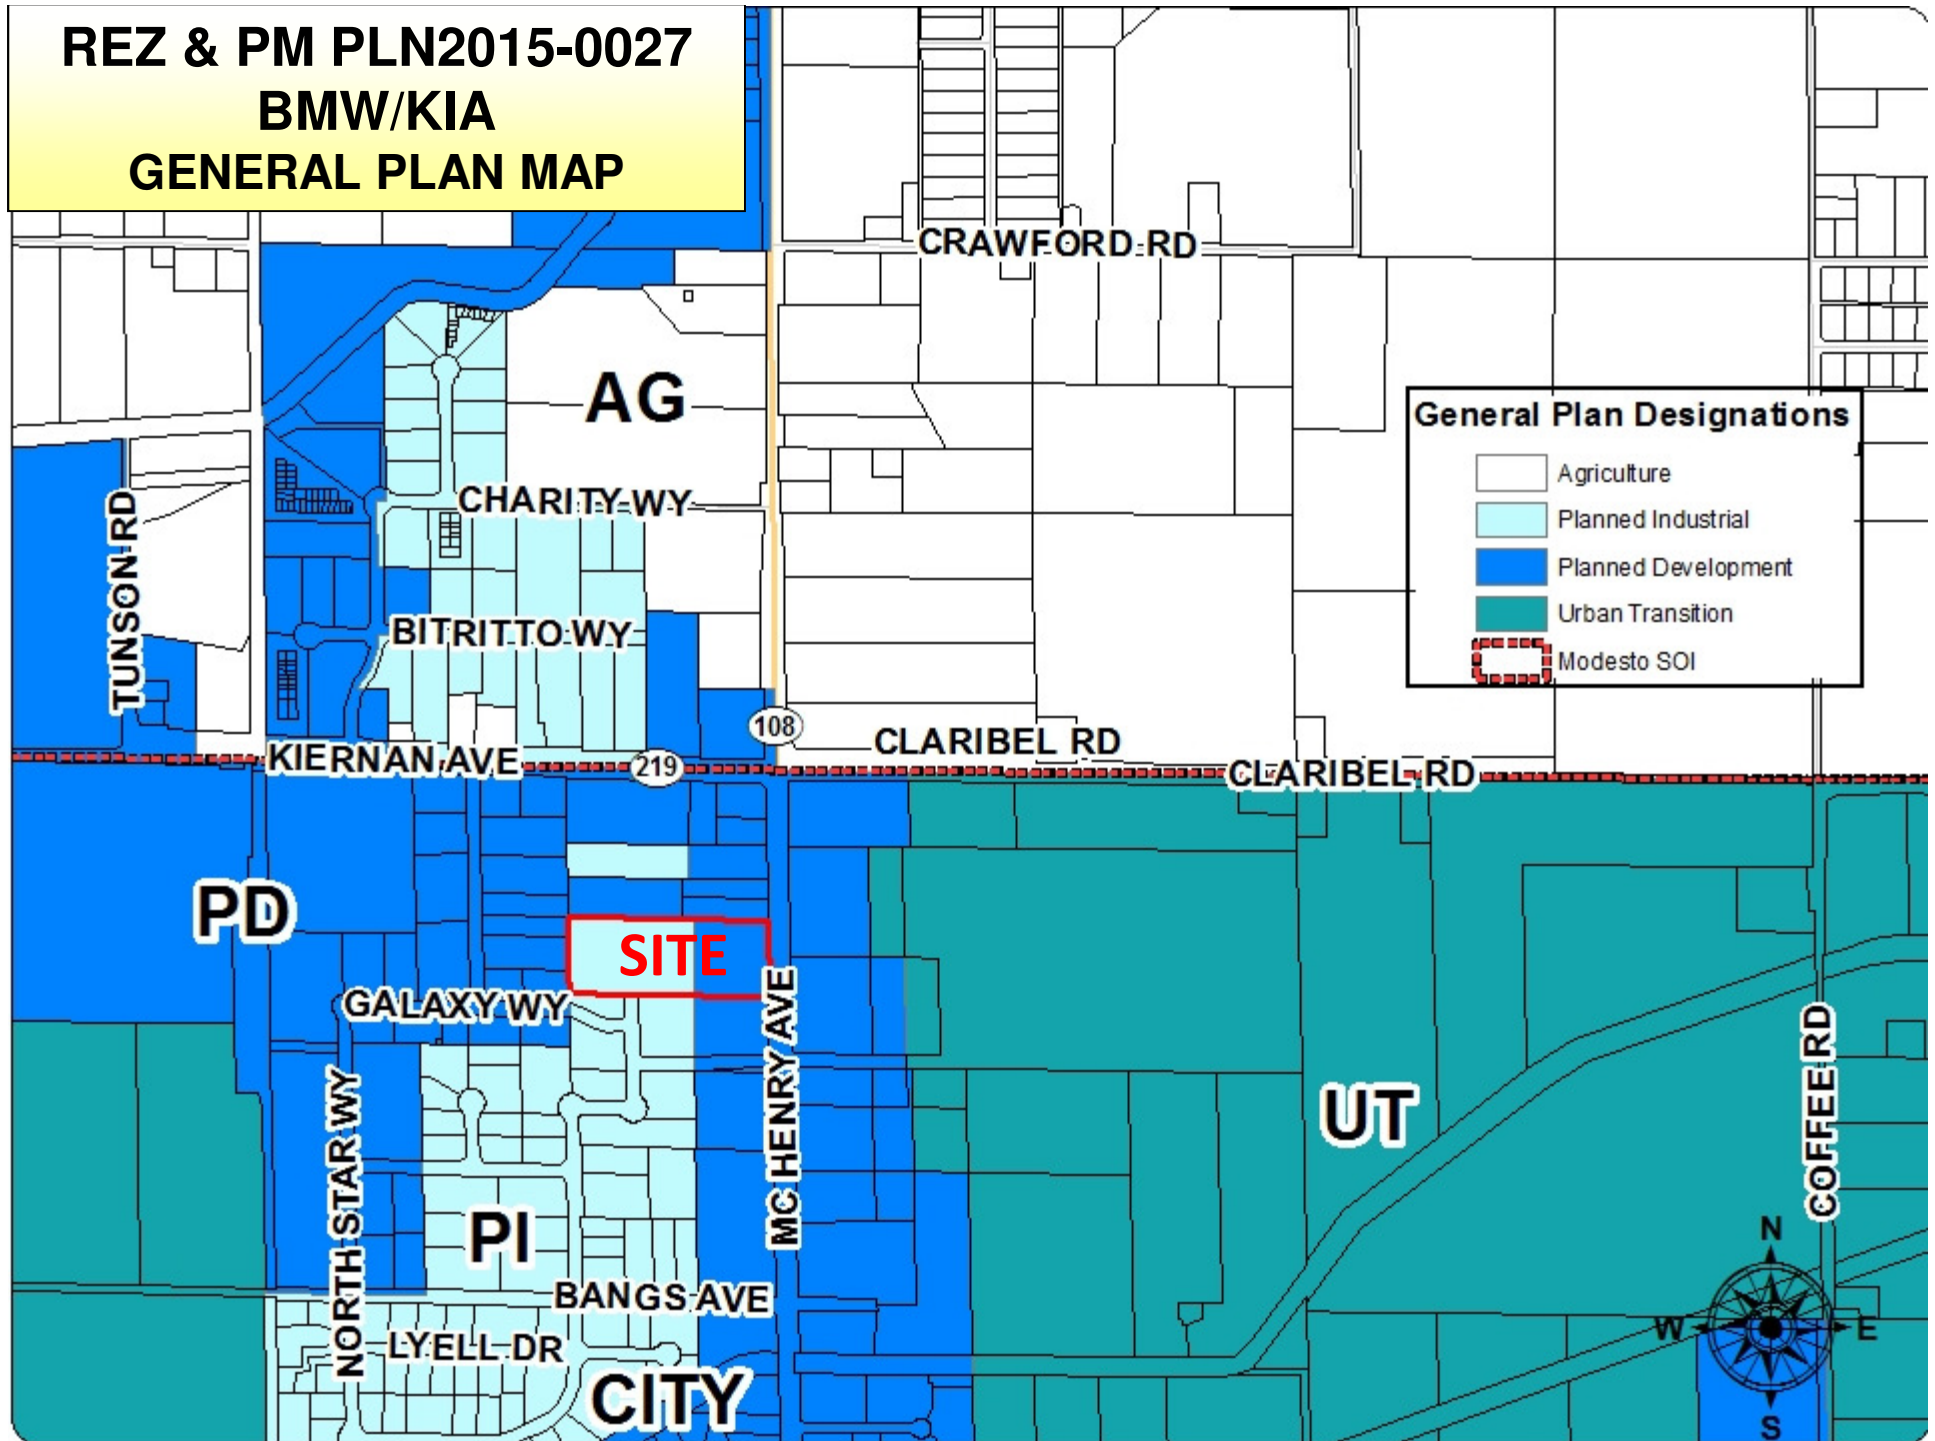 REZ & PM PLN2015-0027
BMW/KIA
GENERAL PLAN MAP
CRAWFORD RD
AG
General Plan Designations
Agriculture
Planned Industrial
Planned Development
Urban Transition
Modesto SOI
CHARITY WY
TUNSON RD
BITRITTO WY
108
CLARIBEL RD
KIERNAN AVE
219
CLARIBEL RD
PD
SITE
GALAXY WY
MC HENRY AVE
COFFEE RD
UT
NORTH STAR WY
PI
N
W
E
S
BANGS AVE
LYELL DR
CITY